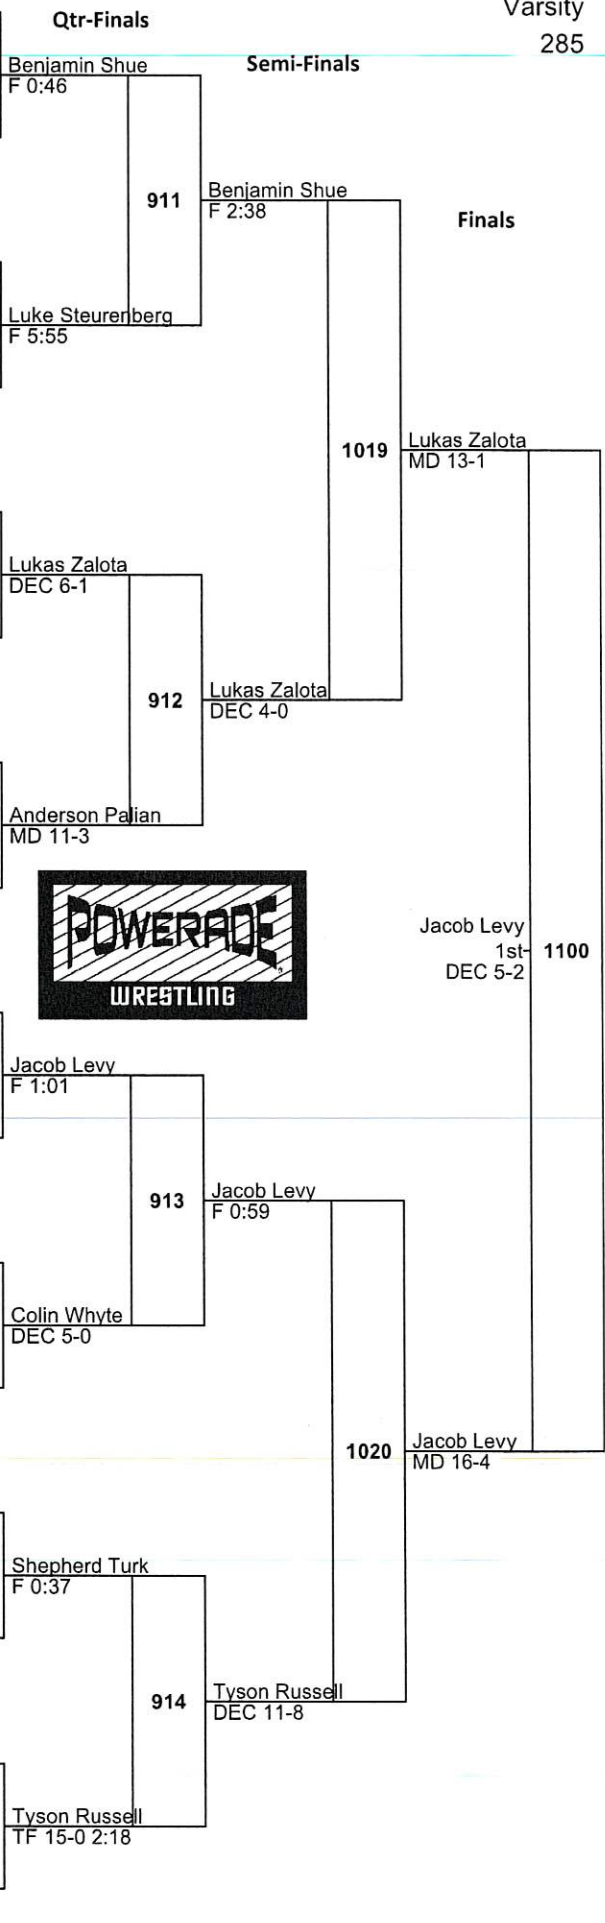 Qtr-Finals
Varsity
285
Semi-Finals
Benjamin Shue
F 0:46
911
Benjamin Shue
F 2:38
Finals
Luke Steurenberg
F 5:55
1019
Lukas Zalota
MD 13-1
Lukas Zalota
DEC 6-1
912
Lukas Zalota
DEC 4-0
Anderson Palian
MD 11-3
POWERADE
WRESTLING
Jacob Levy
1st
DEC 5-2
1100
Jacob Levy
F 1:01
913
Jacob Levy
F 0:59
Colin Whyte
DEC 5-0
1020
Jacob Levy
MD 16-4
Shepherd Turk
F 0:37
914
Tyson Russell
DEC 11-8
Tyson Russell
TF 15-0 2:18